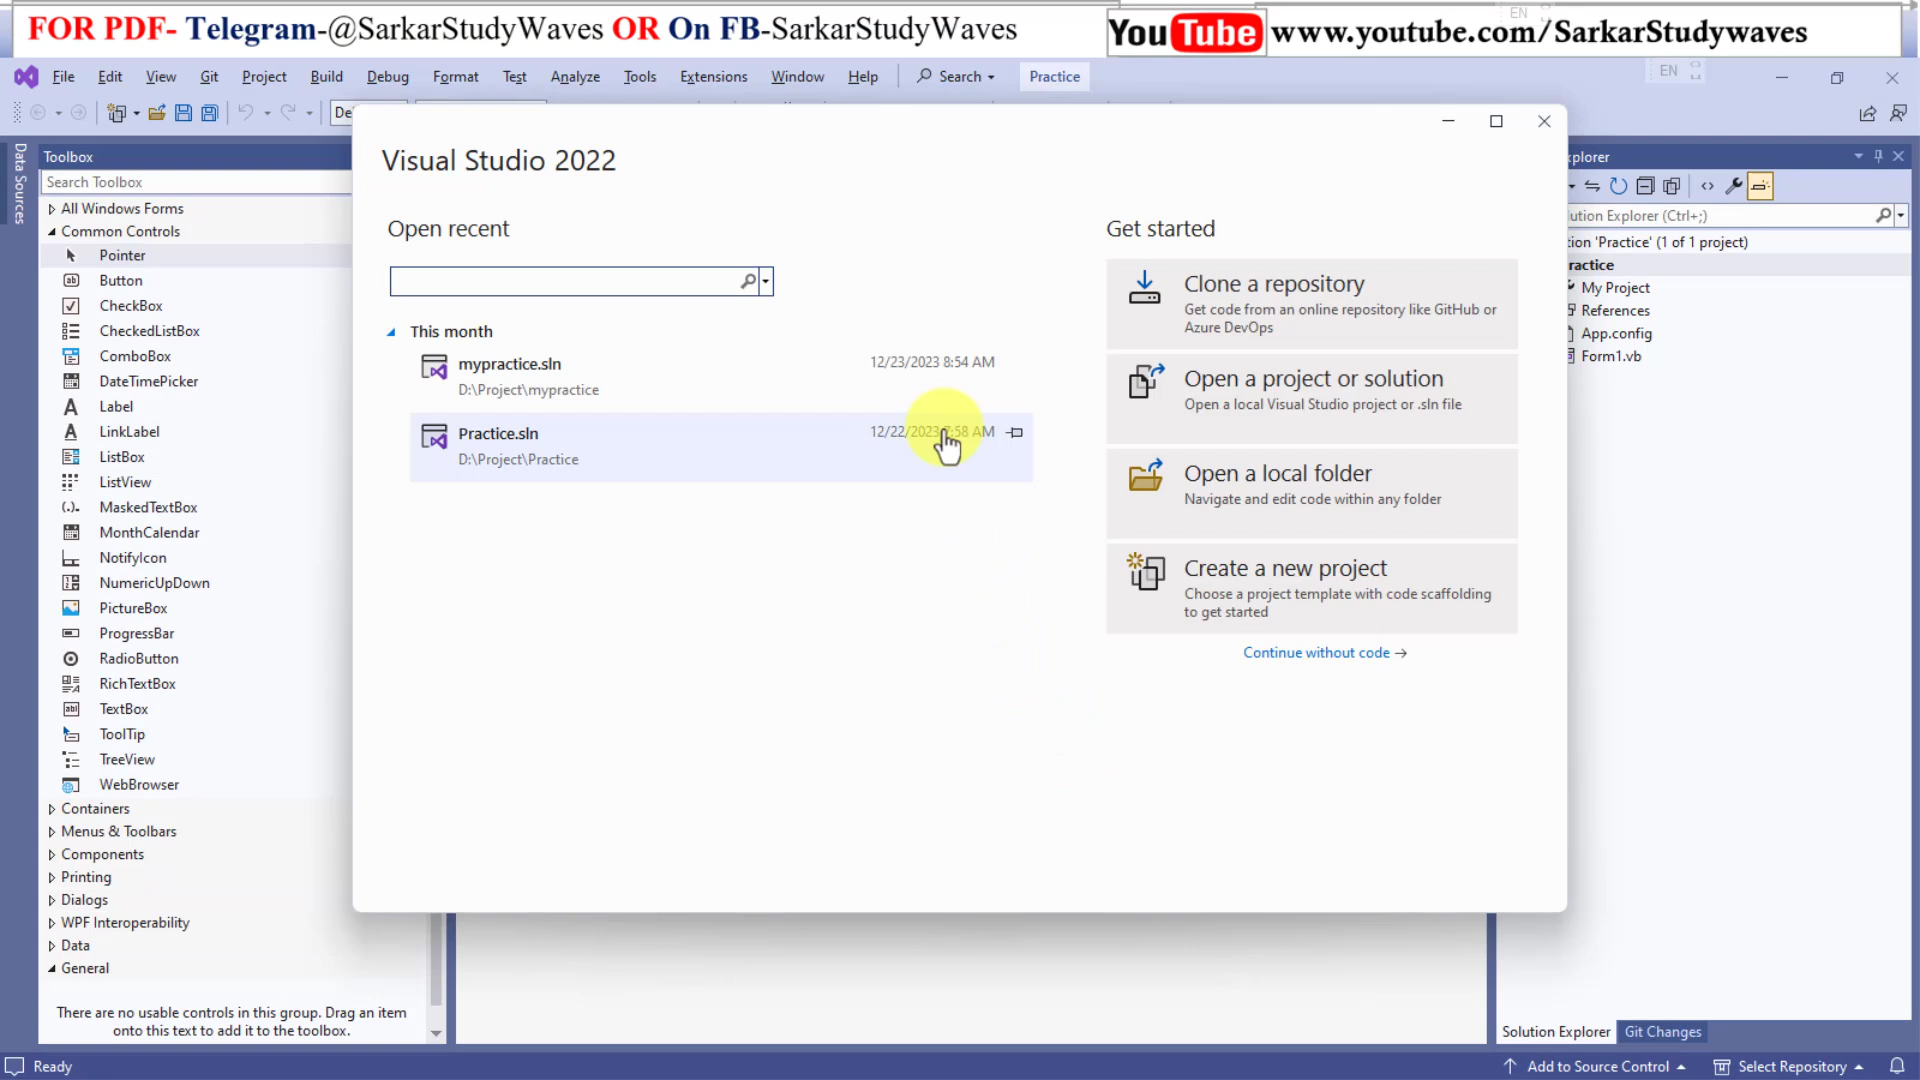 FOR PDF- Telegram-@SarkarStudyWaves OR On FB-SarkarStudyWaves
YouTube www.youtube.com/SarkarStudywaves
EN
File Edit View Git Project Build Debug Format Test Analyze Tools Extensions Window Help Search Practice
EN
De
Data Sources
Toolbox
Search Toolbox
All Windows Forms
Common Controls
Pointer
Button
CheckBox
CheckedListBox
ComboBox
DateTimePicker
Label
LinkLabel
ListBox
ListView
MaskedTextBox
MonthCalendar
NotifyIcon
NumericUpDown
PictureBox
ProgressBar
RadioButton
RichTextBox
TextBox
ToolTip
TreeView
WebBrowser
Containers
Menus & Toolbars
Components
Printing
Dialogs
WPF Interoperability
Data
General
There are no usable controls in this group. Drag an item
onto this text to add it to the toolbox.
Visual Studio 2022
Open recent
This month
mypractice.sln 12/23/2023 8:54 AM
D:\Project\mypractice
Practice.sln 12/22/2023 7:58 AM
D:\Project\Practice
Get started
Clone a repository
Get code from an online repository like GitHub or
Azure DevOps
Open a project or solution
Open a local Visual Studio project or .sln file
Open a local folder
Navigate and edit code within any folder
Create a new project
Choose a project template with code scaffolding
to get started
Continue without code →
xplorer
lution Explorer (Ctrl+;)
tion 'Practice' (1 of 1 project)
ractice
My Project
References
App.config
Form1.vb
Solution Explorer Git Changes
Ready
Add to Source Control Select Repository